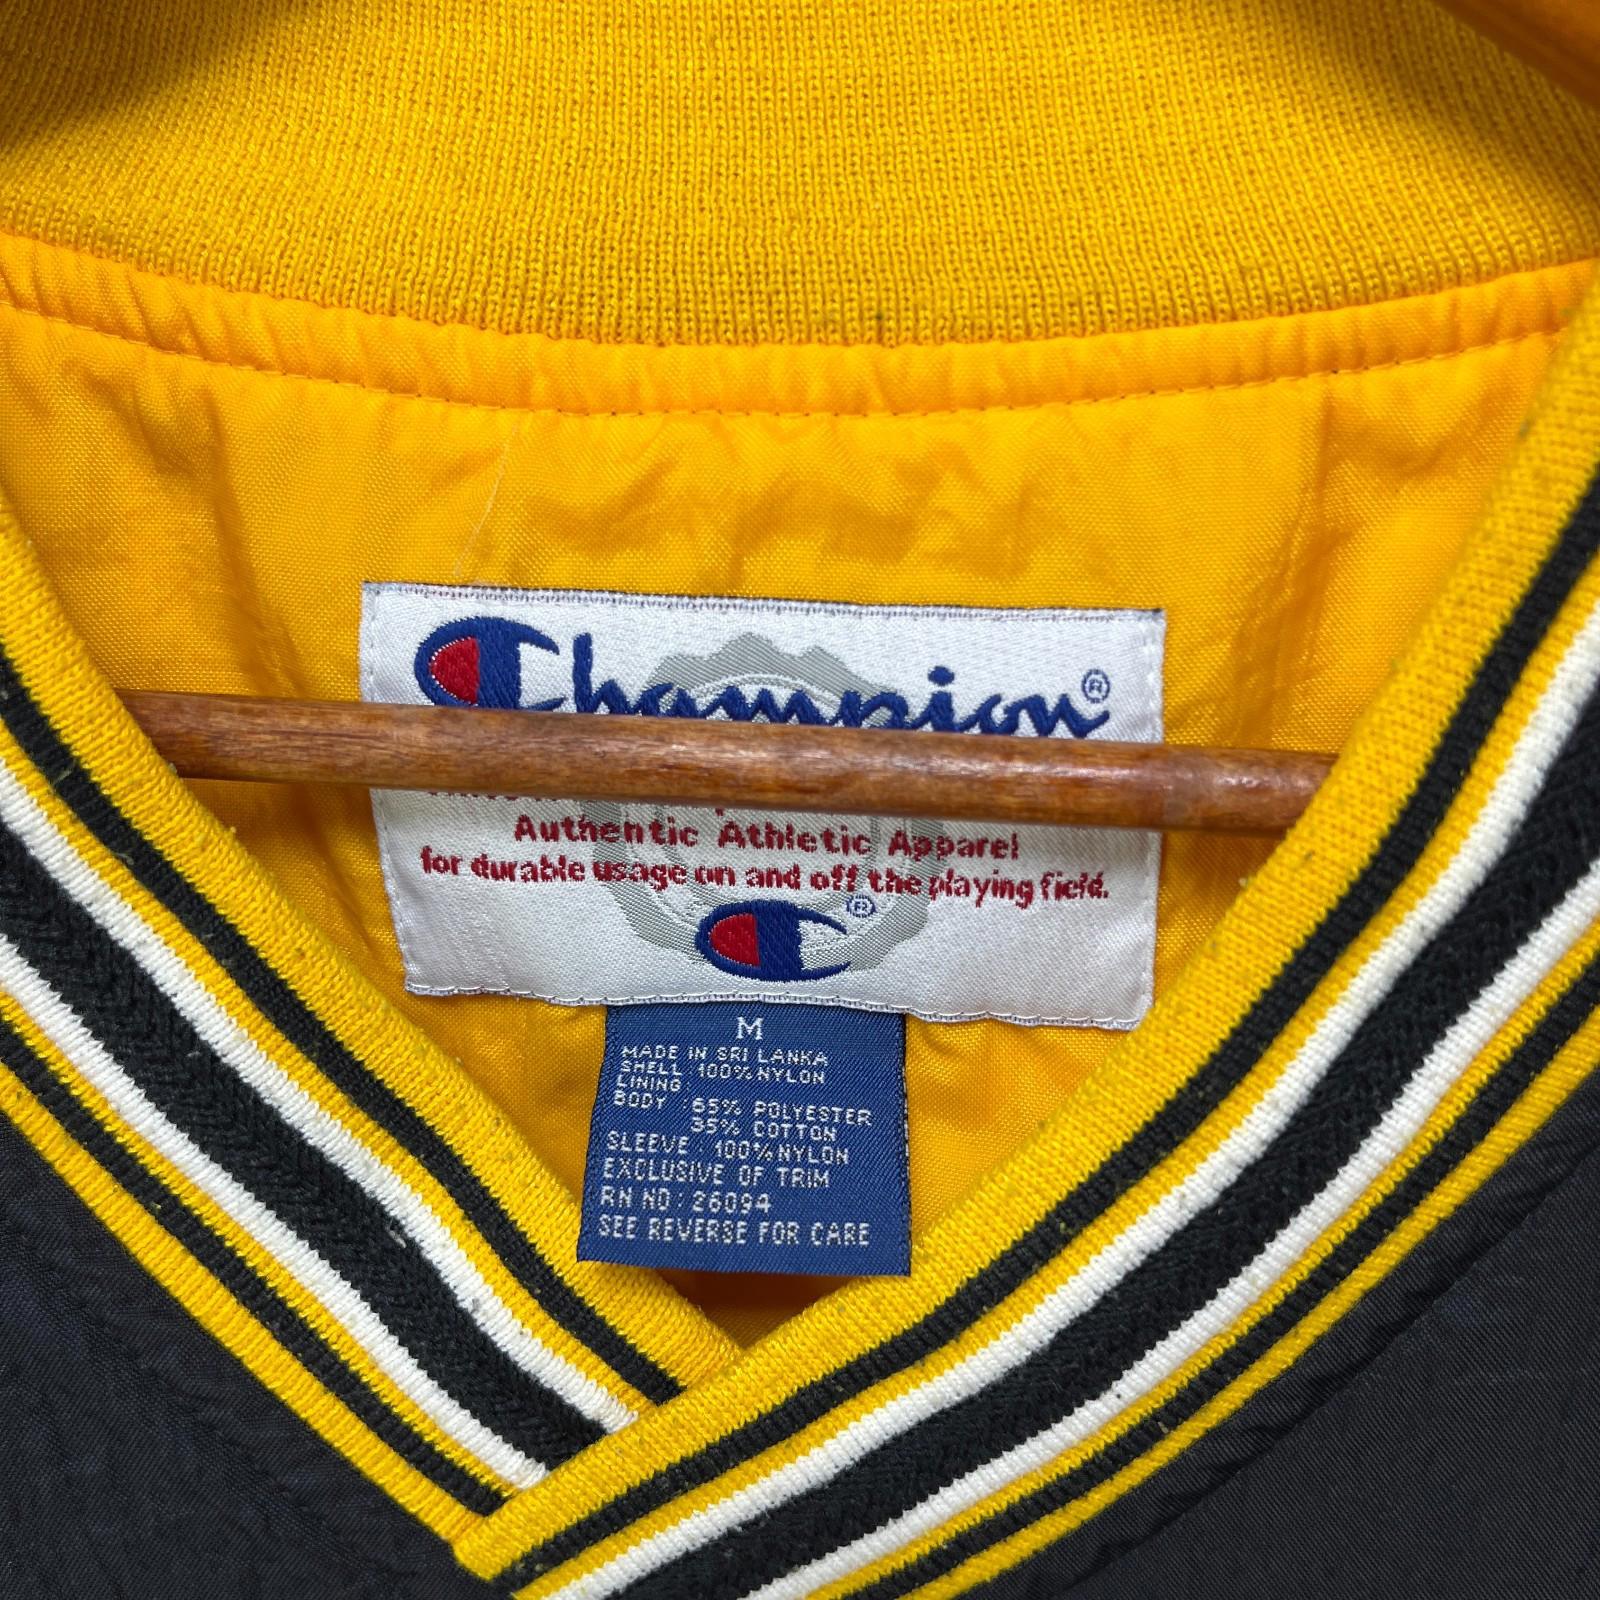 Champion®
Authentic Athletic Apparel
for durable usage on and off the playing field.
®
M
MADE IN SRI LANKA
SHELL 100% NYLON
LINING:
BODY :65% POLYESTER
35% COTTON
SLEEVE :100% NYLON
EXCLUSIVE OF TRIM
RN NO: 26094
SEE REVERSE FOR CARE